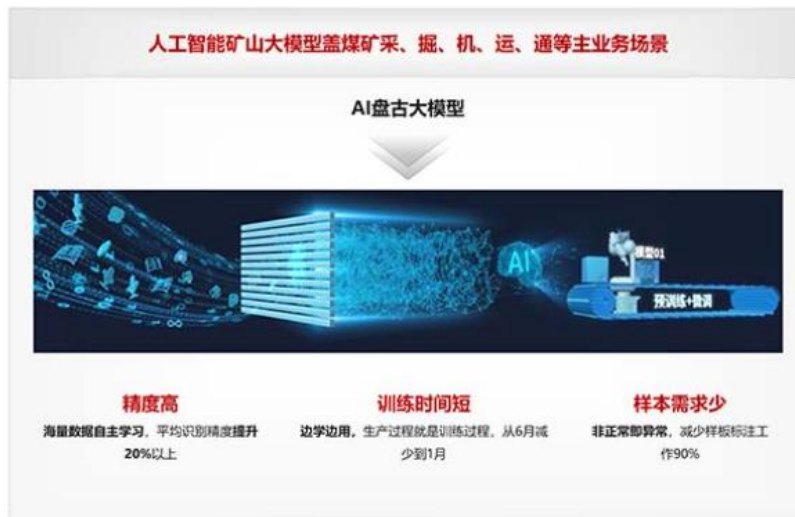 人工智能矿山大模型盖煤矿采、掘、机、运、通等主业务场景
AI盘古大模型
AI
模型01
预训练+微调
精度高
海量数据自主学习，平均识别精度提升
20%以上
训练时间短
边学边用，生产过程就是训练过程，从6月减
少到1月
样本需求少
非正常即异常，减少样板标注工
作90%